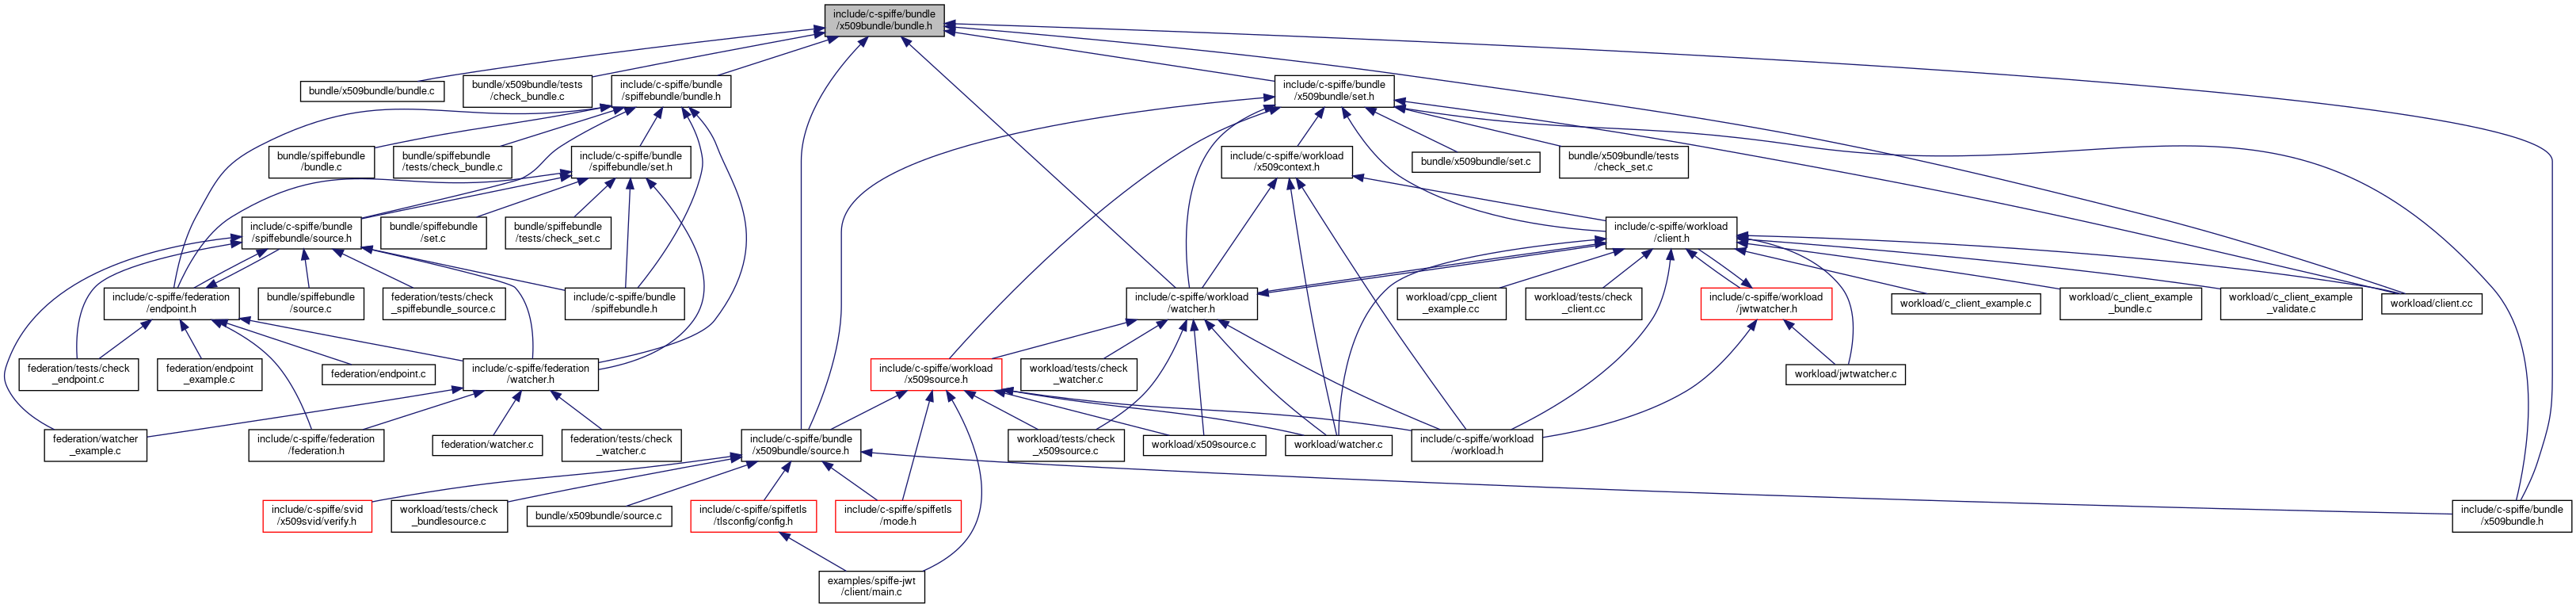 include/c-spiffe/bundle
/x509bundle/bundle.h
bundle/x509bundle/bundle.c
bundle/x509bundle/tests
/check_bundle.c
include/c-spiffe/bundle
/spiffebundle/bundle.h
include/c-spiffe/bundle
/x509bundle/set.h
bundle/spiffebundle
/bundle.c
bundle/spiffebundle
/tests/check_bundle.c
include/c-spiffe/bundle
/spiffebundle/set.h
include/c-spiffe/workload
/x509context.h
bundle/x509bundle/set.c
bundle/x509bundle/tests
/check_set.c
include/c-spiffe/bundle
/spiffebundle/source.h
bundle/spiffebundle
/set.c
bundle/spiffebundle
/tests/check_set.c
include/c-spiffe/workload
/client.h
include/c-spiffe/federation
/endpoint.h
bundle/spiffebundle
/source.c
federation/tests/check
_spiffebundle_source.c
include/c-spiffe/bundle
/spiffebundle.h
include/c-spiffe/workload
/watcher.h
workload/cpp_client
_example.cc
workload/tests/check
_client.cc
include/c-spiffe/workload
/jwtwatcher.h
workload/c_client_example.c
workload/c_client_example
_bundle.c
workload/c_client_example
_validate.c
workload/client.cc
federation/tests/check
_endpoint.c
federation/endpoint
_example.c
federation/endpoint.c
include/c-spiffe/federation
/watcher.h
include/c-spiffe/workload
/x509source.h
workload/tests/check
_watcher.c
workload/jwtwatcher.c
federation/watcher
_example.c
include/c-spiffe/federation
/federation.h
federation/watcher.c
federation/tests/check
_watcher.c
include/c-spiffe/bundle
/x509bundle/source.h
workload/tests/check
_x509source.c
workload/x509source.c
workload/watcher.c
include/c-spiffe/workload
/workload.h
include/c-spiffe/svid
/x509svid/verify.h
workload/tests/check
_bundlesource.c
bundle/x509bundle/source.c
include/c-spiffe/spiffetls
/tlsconfig/config.h
include/c-spiffe/spiffetls
/mode.h
include/c-spiffe/bundle
/x509bundle.h
examples/spiffe-jwt
/client/main.c